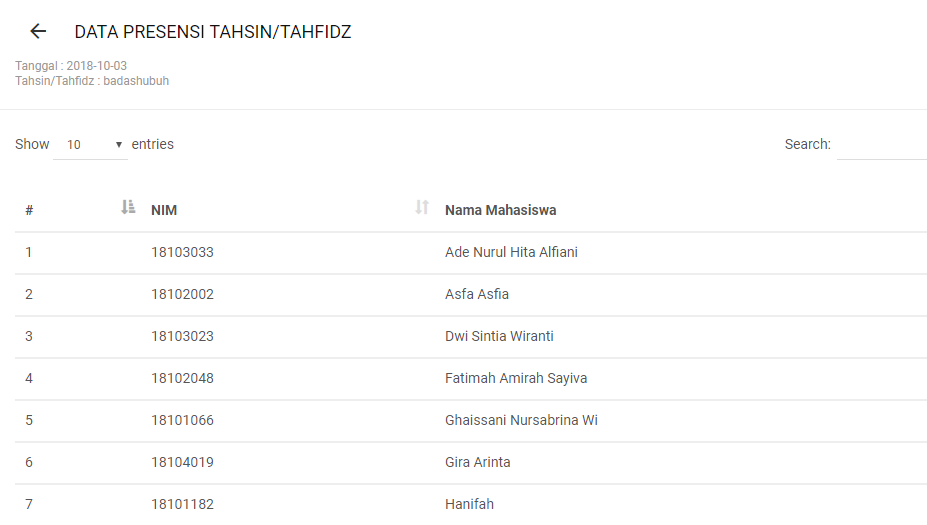 DATA PRESENSI TAHSIN/TAHFIDZ
Tanggal : 2018-10-03
Tahsin/Tahfidz : badashubuh
Show 10 entries Search:
# NIM Nama Mahasiswa
1 18103033 Ade Nurul Hita Alfiani
2 18102002 Asfa Asfia
3 18103023 Dwi Sintia Wiranti
4 18102048 Fatimah Amirah Sayiva
5 18101066 Ghaissani Nursabrina Wi
6 18104019 Gira Arinta
7 18101182 Hanifah